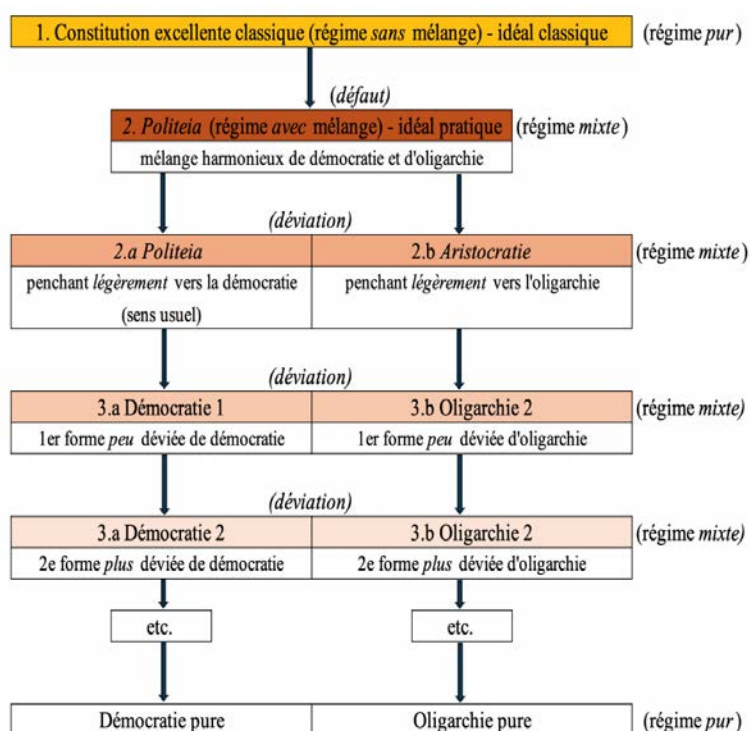 1. Constitution excellente classique (régime sans mélange) - idéal classique (régime pur)
(défaut)
2. Politeia (régime avec mélange) - idéal pratique (régime mixte)
mélange harmonieux de démocratie et d'oligarchie
(déviation)
2.a Politeia 2.b Aristocratie (régime mixte)
penchant légèrement vers la démocratie penchant légèrement vers l'oligarchie
(sens usuel)
(déviation)
3.a Démocratie 1 3.b Oligarchie 2 (régime mixte)
1er forme peu déviée de démocratie 1er forme peu déviée d'oligarchie
(déviation)
3.a Démocratie 2 3.b Oligarchie 2 (régime mixte)
2e forme plus déviée de démocratie 2e forme plus déviée d'oligarchie
etc. etc.
Démocratie pure Oligarchie pure (régime pur)